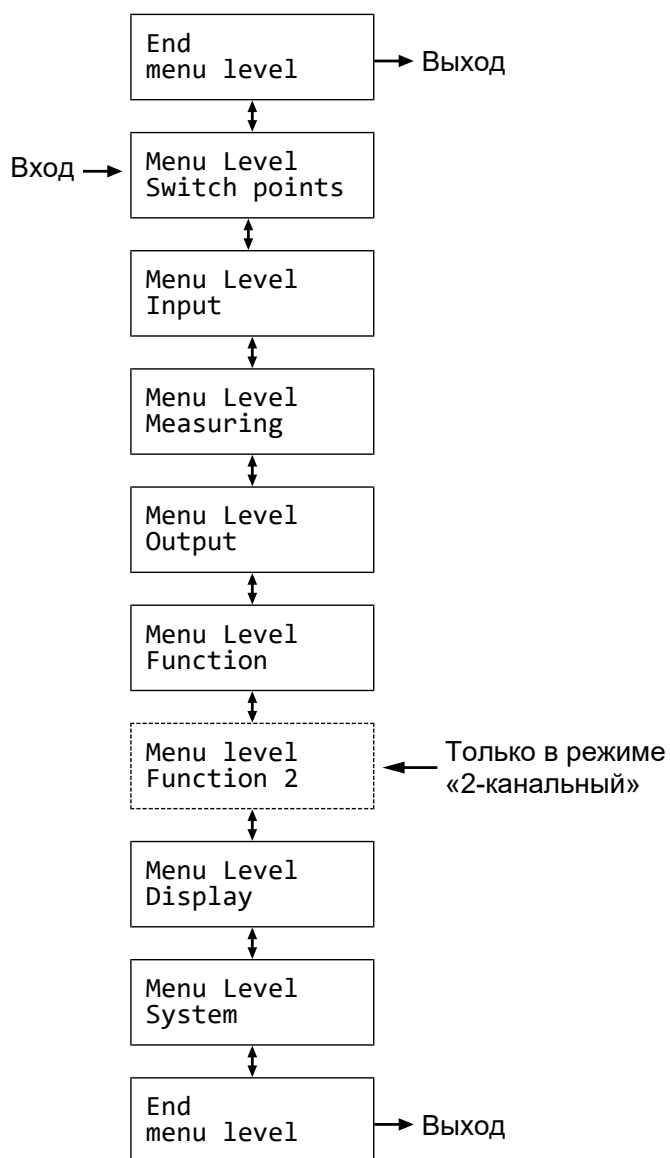 End
menu level
Выход
Вход
Menu Level
Switch points
Menu Level
Input
Menu Level
Measuring
Menu Level
Output
Menu Level
Function
Menu level
Function 2
Только в режиме
«2-канальный»
Menu Level
Display
Menu Level
System
End
menu level
Выход